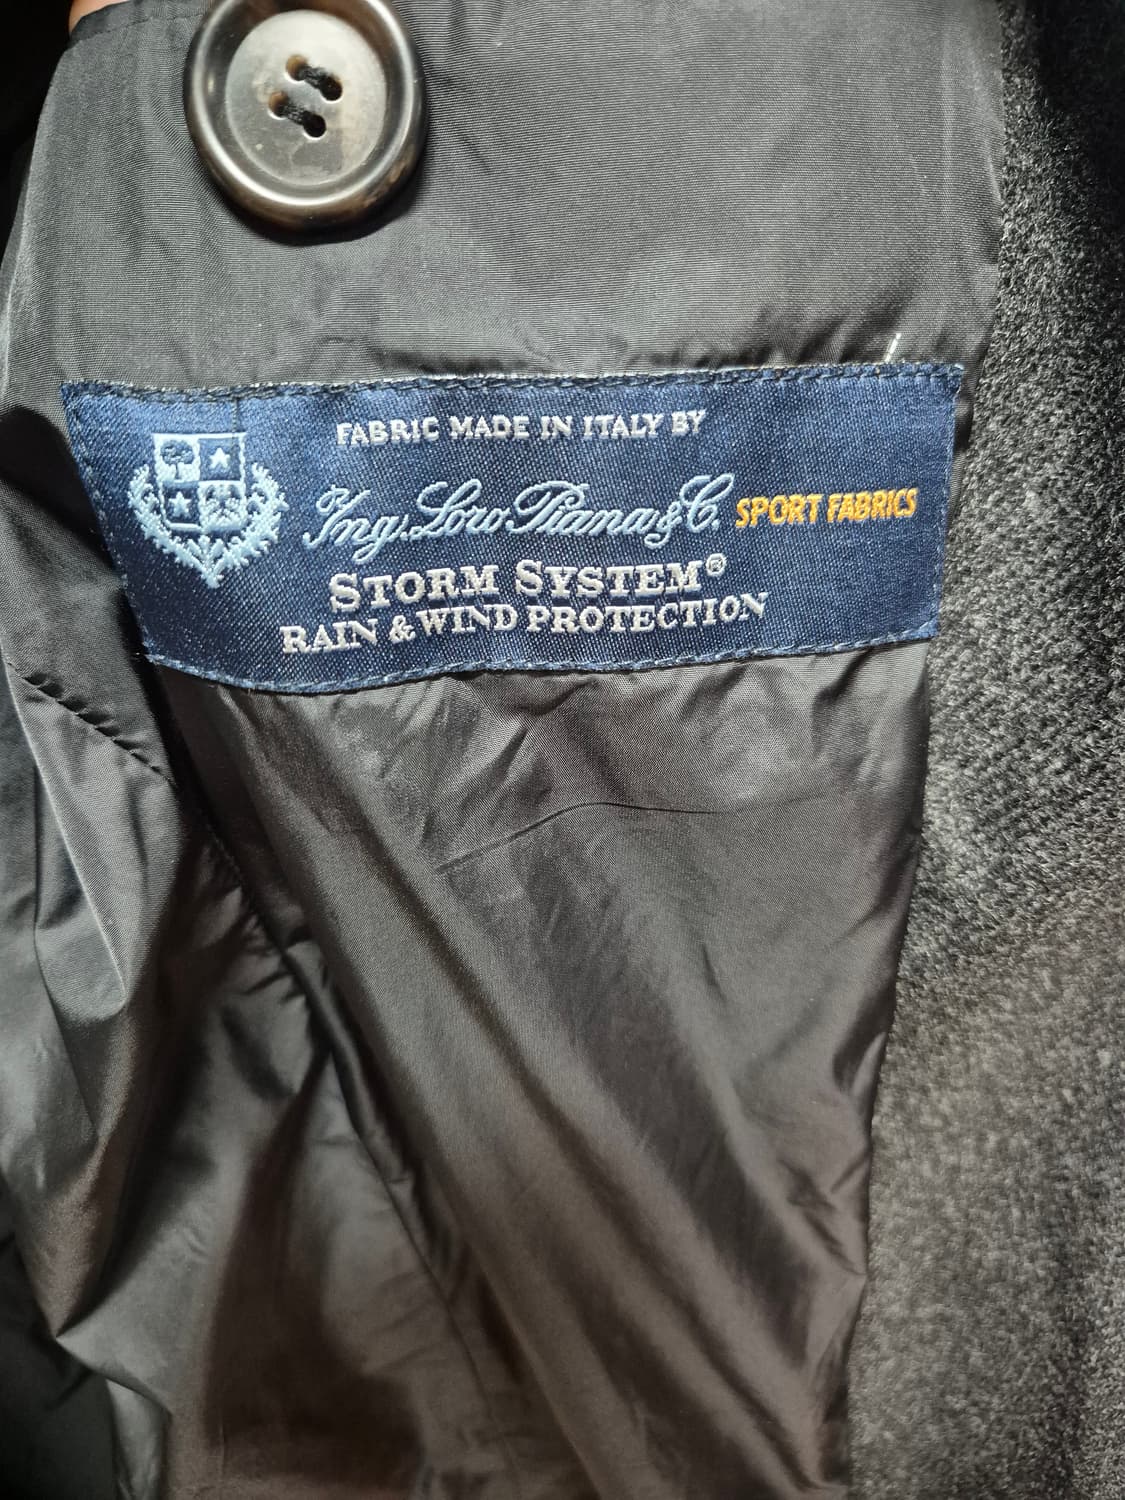 FABRIC MADE IN ITALY BY
Ing. Loro Piana & C. SPORT FABRICS
STORM SYSTEM®
RAIN & WIND PROTECTION